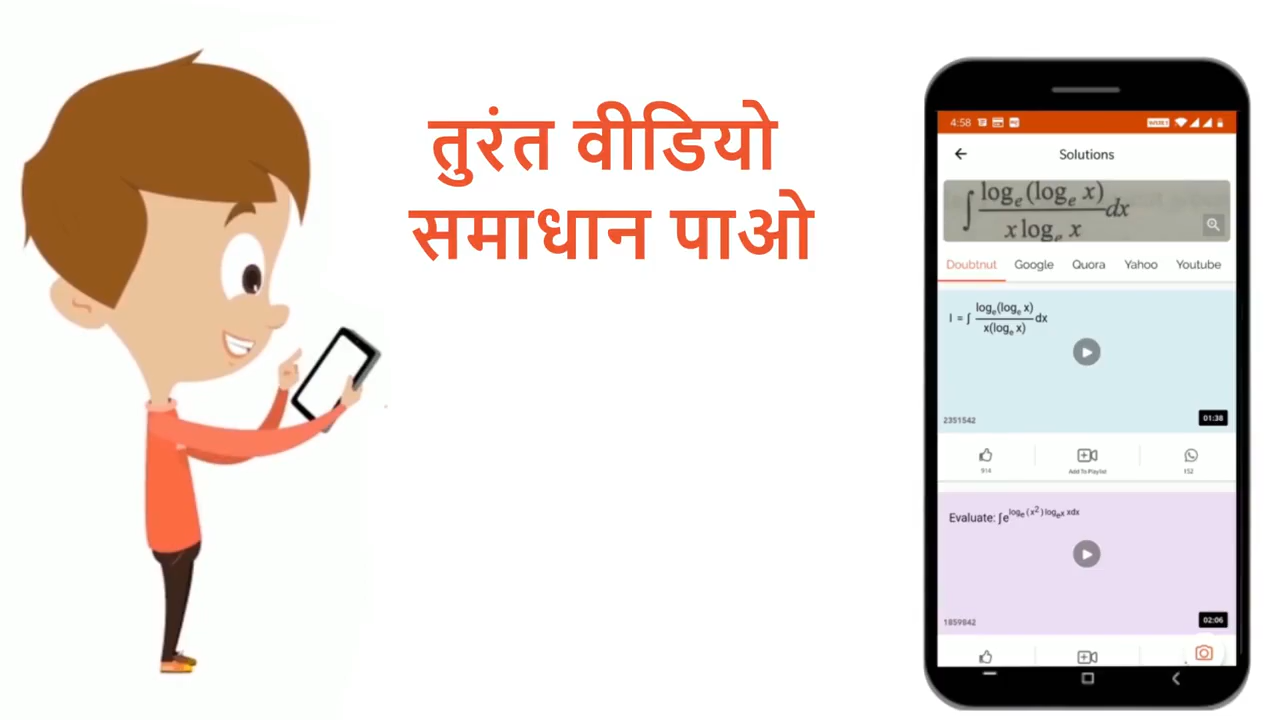 तुरंत वीडियो
समाधान पाओ
4:58
Solutions
∫ logₑ(logₑ x) / x logₑ x dx
Doubtnut Google Quora Yahoo Youtube
I = ∫ logₑ(logₑ x) / x(logₑ x) dx
2351542
01:38
914
Add To Playlist
152
Evaluate: ∫e^logₑ(x²) logₑx xdx
1859842
02:06